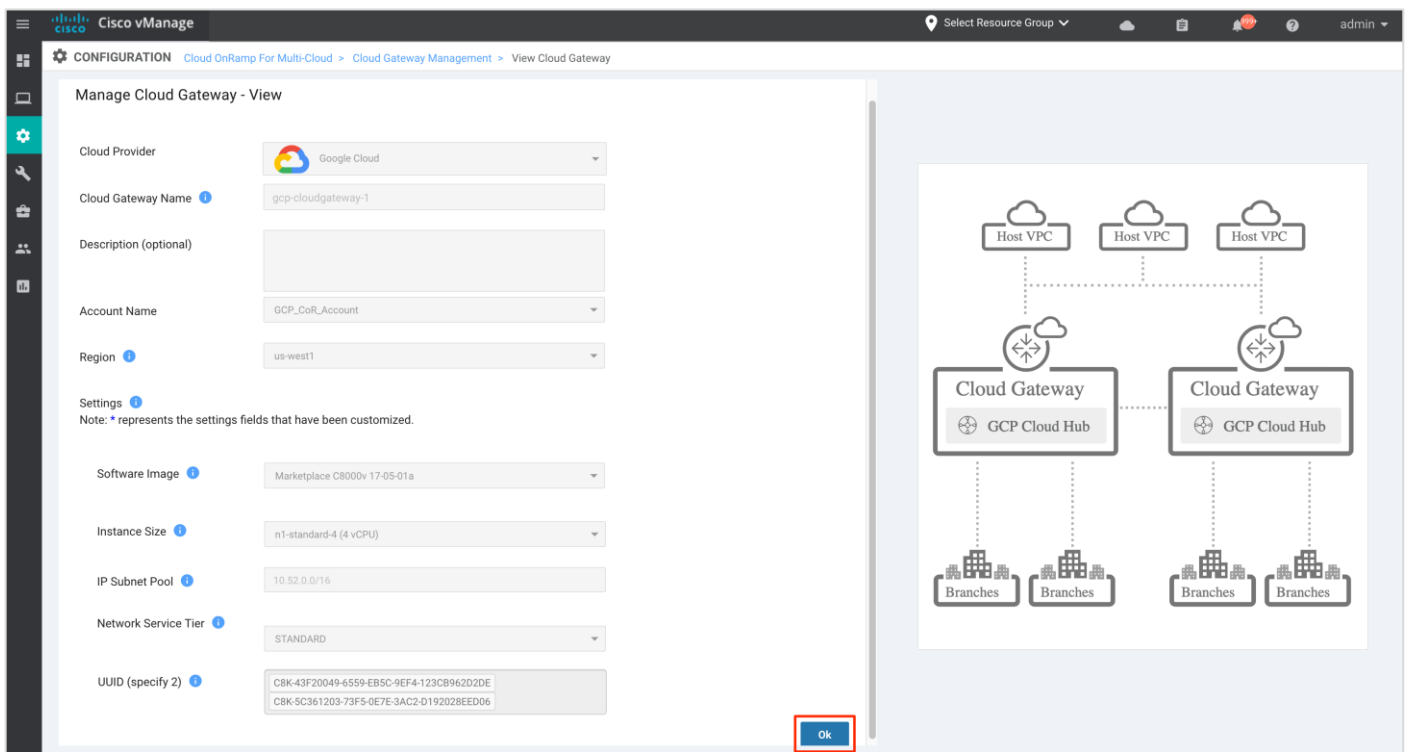 cisco
Cisco vManage
Select Resource Group
999+
admin
CONFIGURATION
Cloud OnRamp For Multi-Cloud > Cloud Gateway Management > View Cloud Gateway
Manage Cloud Gateway - View
Cloud Provider
Google Cloud
Cloud Gateway Name
gcp-cloudgateway-1
Description (optional)
Account Name
GCP_CoR_Account
Region
us-west1
Settings
Note: * represents the settings fields that have been customized.
Software Image
Marketplace C8000v 17-05-01a
Instance Size
n1-standard-4 (4 vCPU)
IP Subnet Pool
10.52.0.0/16
Network Service Tier
STANDARD
UUID (specify 2)
C8K-43F20049-6559-EB5C-9EF4-123CB962D2DE
C8K-5C361203-73F5-0E7E-3AC2-D192028EED06
Ok
Host VPC
Host VPC
Host VPC
Cloud Gateway
GCP Cloud Hub
Cloud Gateway
GCP Cloud Hub
Branches
Branches
Branches
Branches